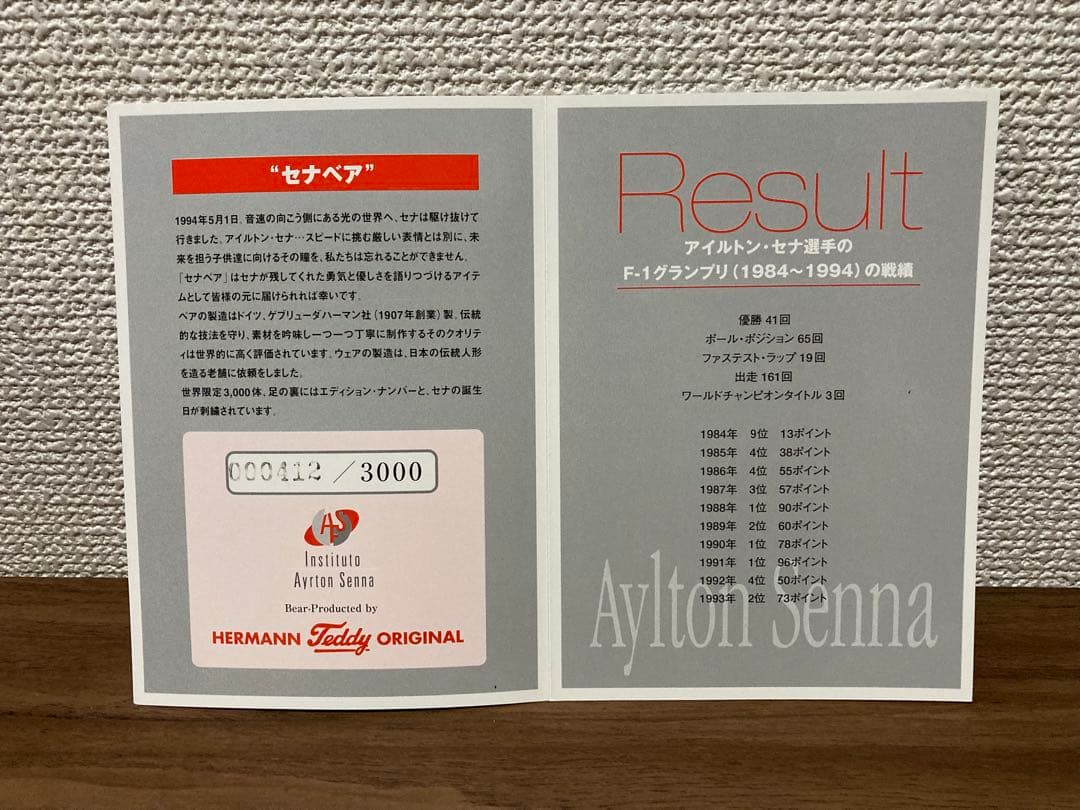 “セナベア”
1994年5月1日。音速の向こう側にある光の世界へ、セナは駆け抜けて
行きました。アイルトン・セナ…スピードに挑む厳しい表情とは別に、未
来を担う子供達に向けるその瞳を、私たちは忘れることができません。
「セナベア」はセナが残してくれた勇気と優しさを語りつづけるアイテ
ムとして皆様の元に届けられれば幸いです。
ベアの製造はドイツ、ゲブリューダハーマン社（1907年創業）製。伝統
的な技法を守り、素材を吟味し一つ一つ丁寧に制作するそのクオリテ
ィは世界的に高く評価されています。ウェアの製造は、日本の伝統人形
を造る老舗に依頼をしました。
世界限定3,000体、足の裏にはエディション・ナンバーと、セナの誕生
日が刺繍されています。
000412 / 3000
AS
Instituto
Ayrton Senna
Bear-Producted by
HERMANN Teddy ORIGINAL
Result
アイルトン・セナ選手の
F-1グランプリ（1984～1994）の戦績
優勝 41回
ポール・ポジション 65回
ファステスト・ラップ 19回
出走 161回
ワールドチャンピオンタイトル 3回
1984年 9位 13ポイント
1985年 4位 38ポイント
1986年 4位 55ポイント
1987年 3位 57ポイント
1988年 1位 90ポイント
1989年 2位 60ポイント
1990年 1位 78ポイント
1991年 1位 96ポイント
1992年 4位 50ポイント
1993年 2位 73ポイント
Aylton Senna